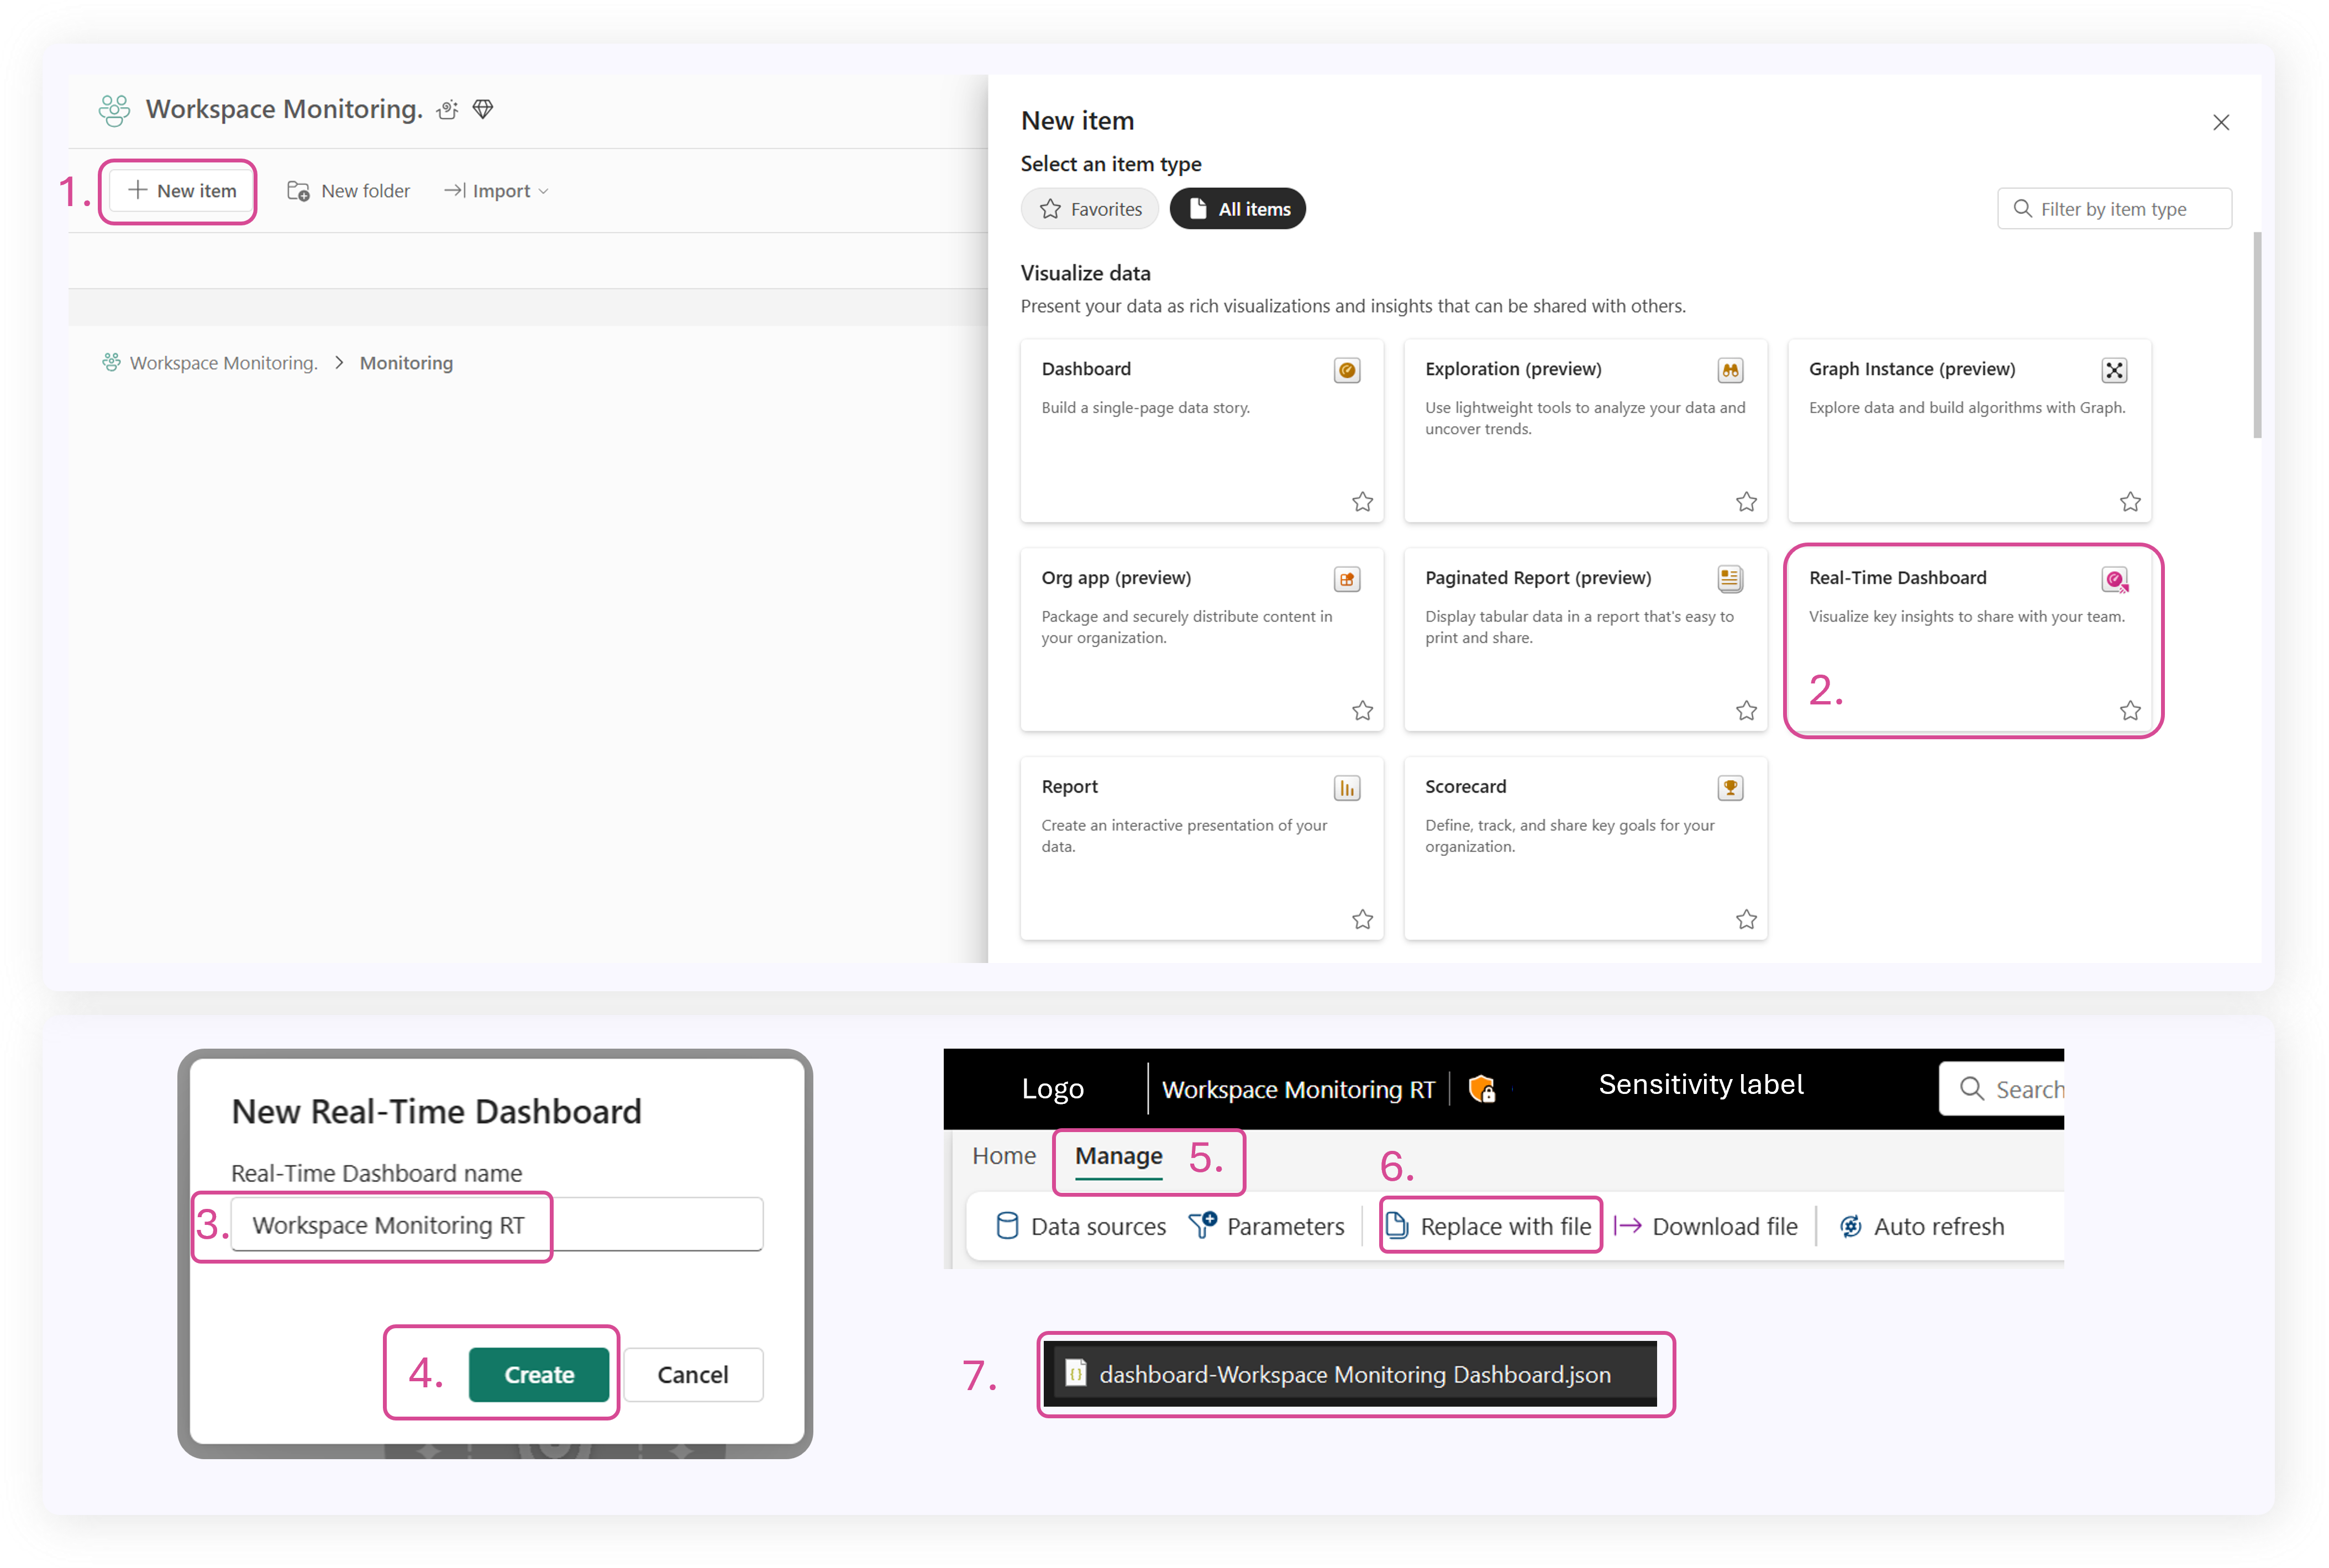 Workspace Monitoring.
1.
New item
New folder
Import
Workspace Monitoring. > Monitoring
New item
Select an item type
Favorites
All items
Filter by item type
Visualize data
Present your data as rich visualizations and insights that can be shared with others.
Dashboard
Build a single-page data story.
Exploration (preview)
Use lightweight tools to analyze your data and
uncover trends.
Graph Instance (preview)
Explore data and build algorithms with Graph.
Org app (preview)
Package and securely distribute content in
your organization.
Paginated Report (preview)
Display tabular data in a report that's easy to
print and share.
Real-Time Dashboard
Visualize key insights to share with your team.
2.
Report
Create an interactive presentation of your
data.
Scorecard
Define, track, and share key goals for your
organization.
New Real-Time Dashboard
Real-Time Dashboard name
3.
Workspace Monitoring RT
4.
Create
Cancel
Logo
Workspace Monitoring RT
Sensitivity label
Search
Home
Manage
5.
6.
Data sources
Parameters
Replace with file
Download file
Auto refresh
7.
dashboard-Workspace Monitoring Dashboard.json